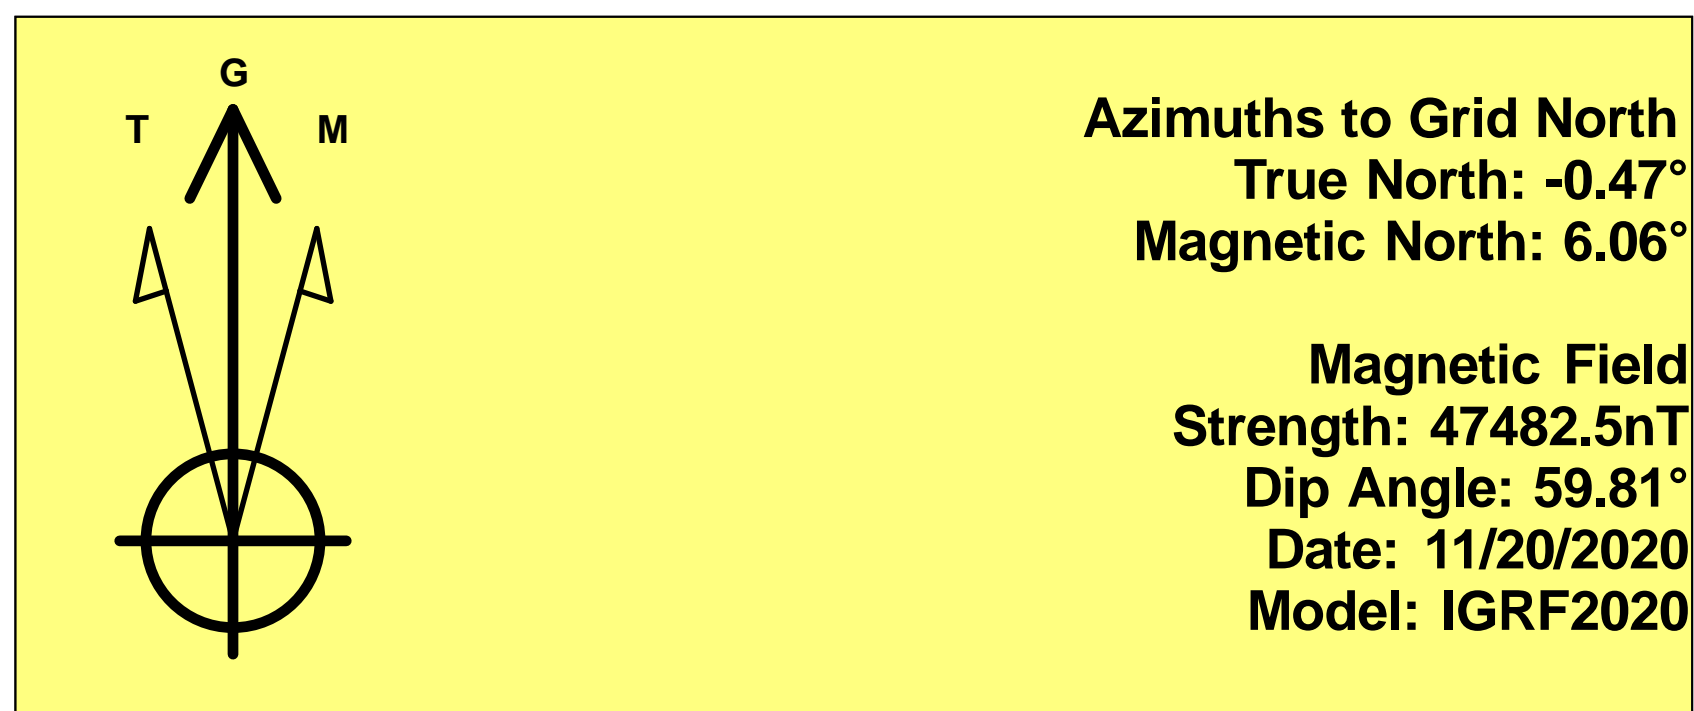 G
T
M
Azimuths to Grid North
True North: -0.47°
Magnetic North: 6.06°
Magnetic Field
Strength: 47482.5nT
Dip Angle: 59.81°
Date: 11/20/2020
Model: IGRF2020